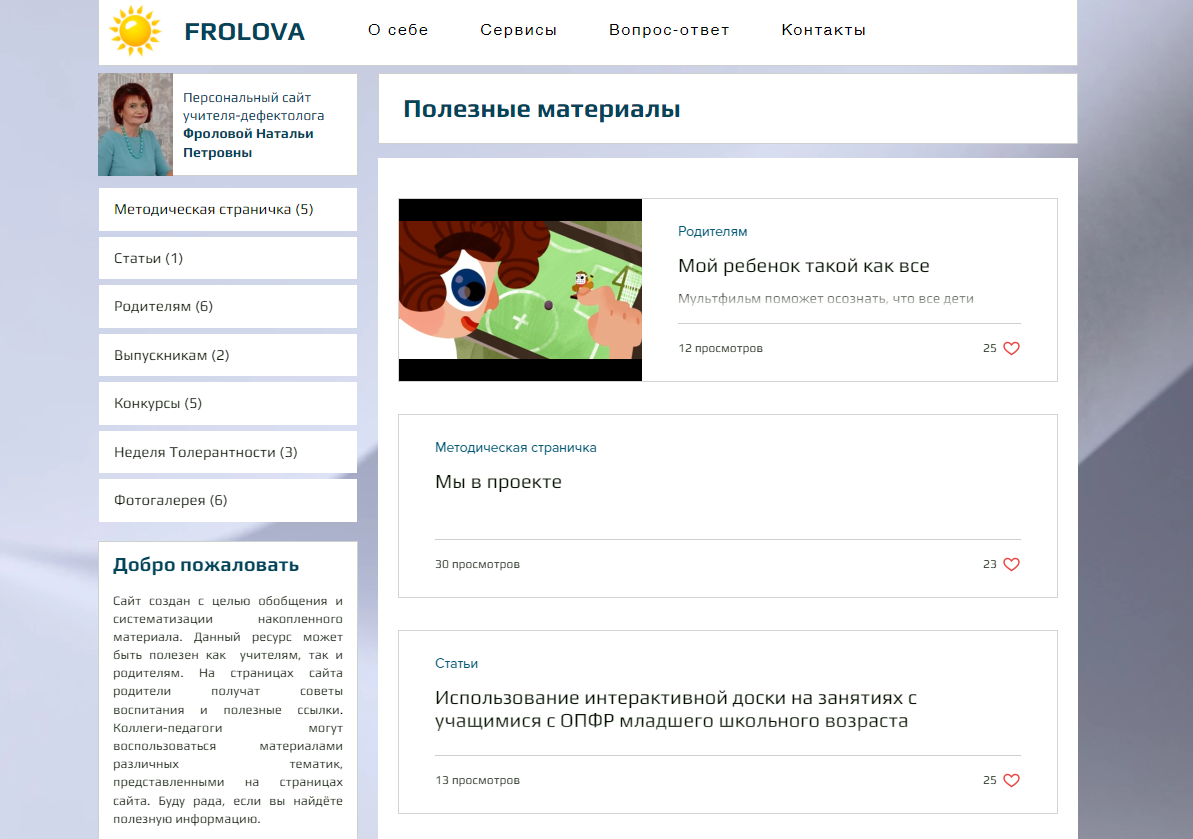 FROLOVA
О себе
Сервисы
Вопрос-ответ
Контакты
Персональный сайт
учителя-дефектолога
Фроловой Натальи
Петровны
Методическая страничка (5)
Статьи (1)
Родителям (6)
Выпускникам (2)
Конкурсы (5)
Неделя Толерантности (3)
Фотогалерея (6)
Добро пожаловать
Сайт создан с целью обобщения и
систематизации накопленного
материала. Данный ресурс может
быть полезен как учителям, так и
родителям. На страницах сайта
родители получат советы
воспитания и полезные ссылки.
Коллеги-педагоги могут
воспользоваться материалами
различных тематик,
представленными на страницах
сайта. Буду рада, если вы найдёте
полезную информацию.
Полезные материалы
Родителям
Мой ребенок такой как все
Мультфильм поможет осознать, что все дети
12 просмотров
25
Методическая страничка
Мы в проекте
30 просмотров
23
Статьи
Использование интерактивной доски на занятиях с
учащимися с ОПФР младшего школьного возраста
13 просмотров
25